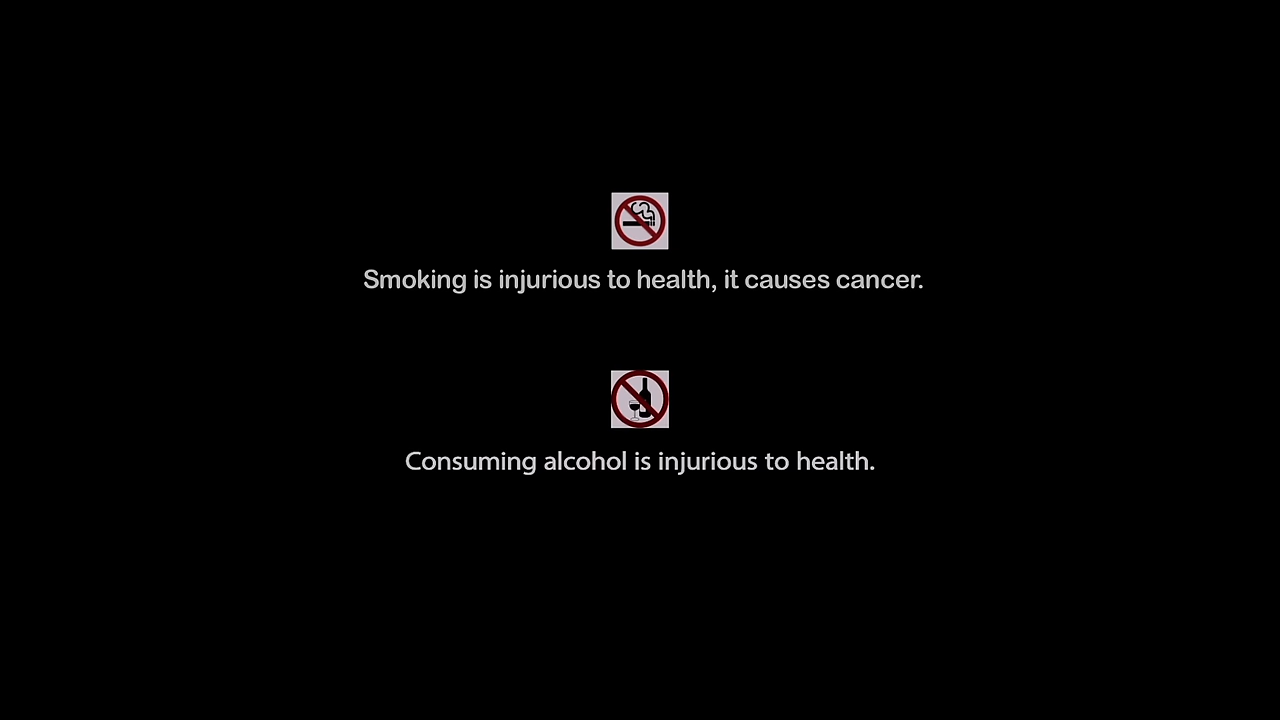 Smoking is injurious to health, it causes cancer.
Consuming alcohol is injurious to health.